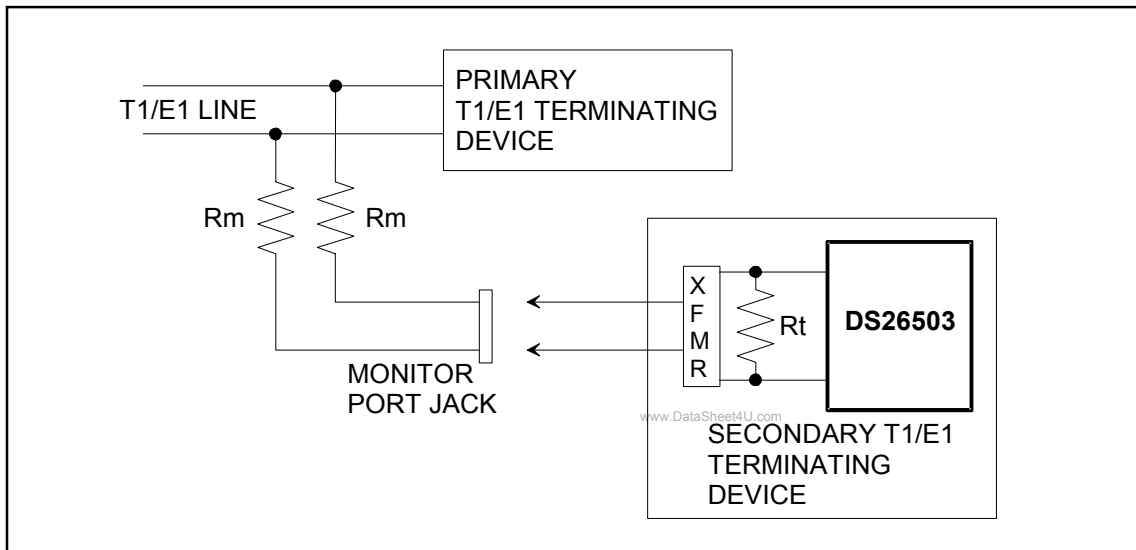 PRIMARY
T1/E1 TERMINATING
DEVICE
T1/E1 LINE
Rm
Rm
MONITOR
PORT JACK
X
F
M
R
Rt
DS26503
www.DataSheet4U.com
SECONDARY T1/E1
TERMINATING
DEVICE